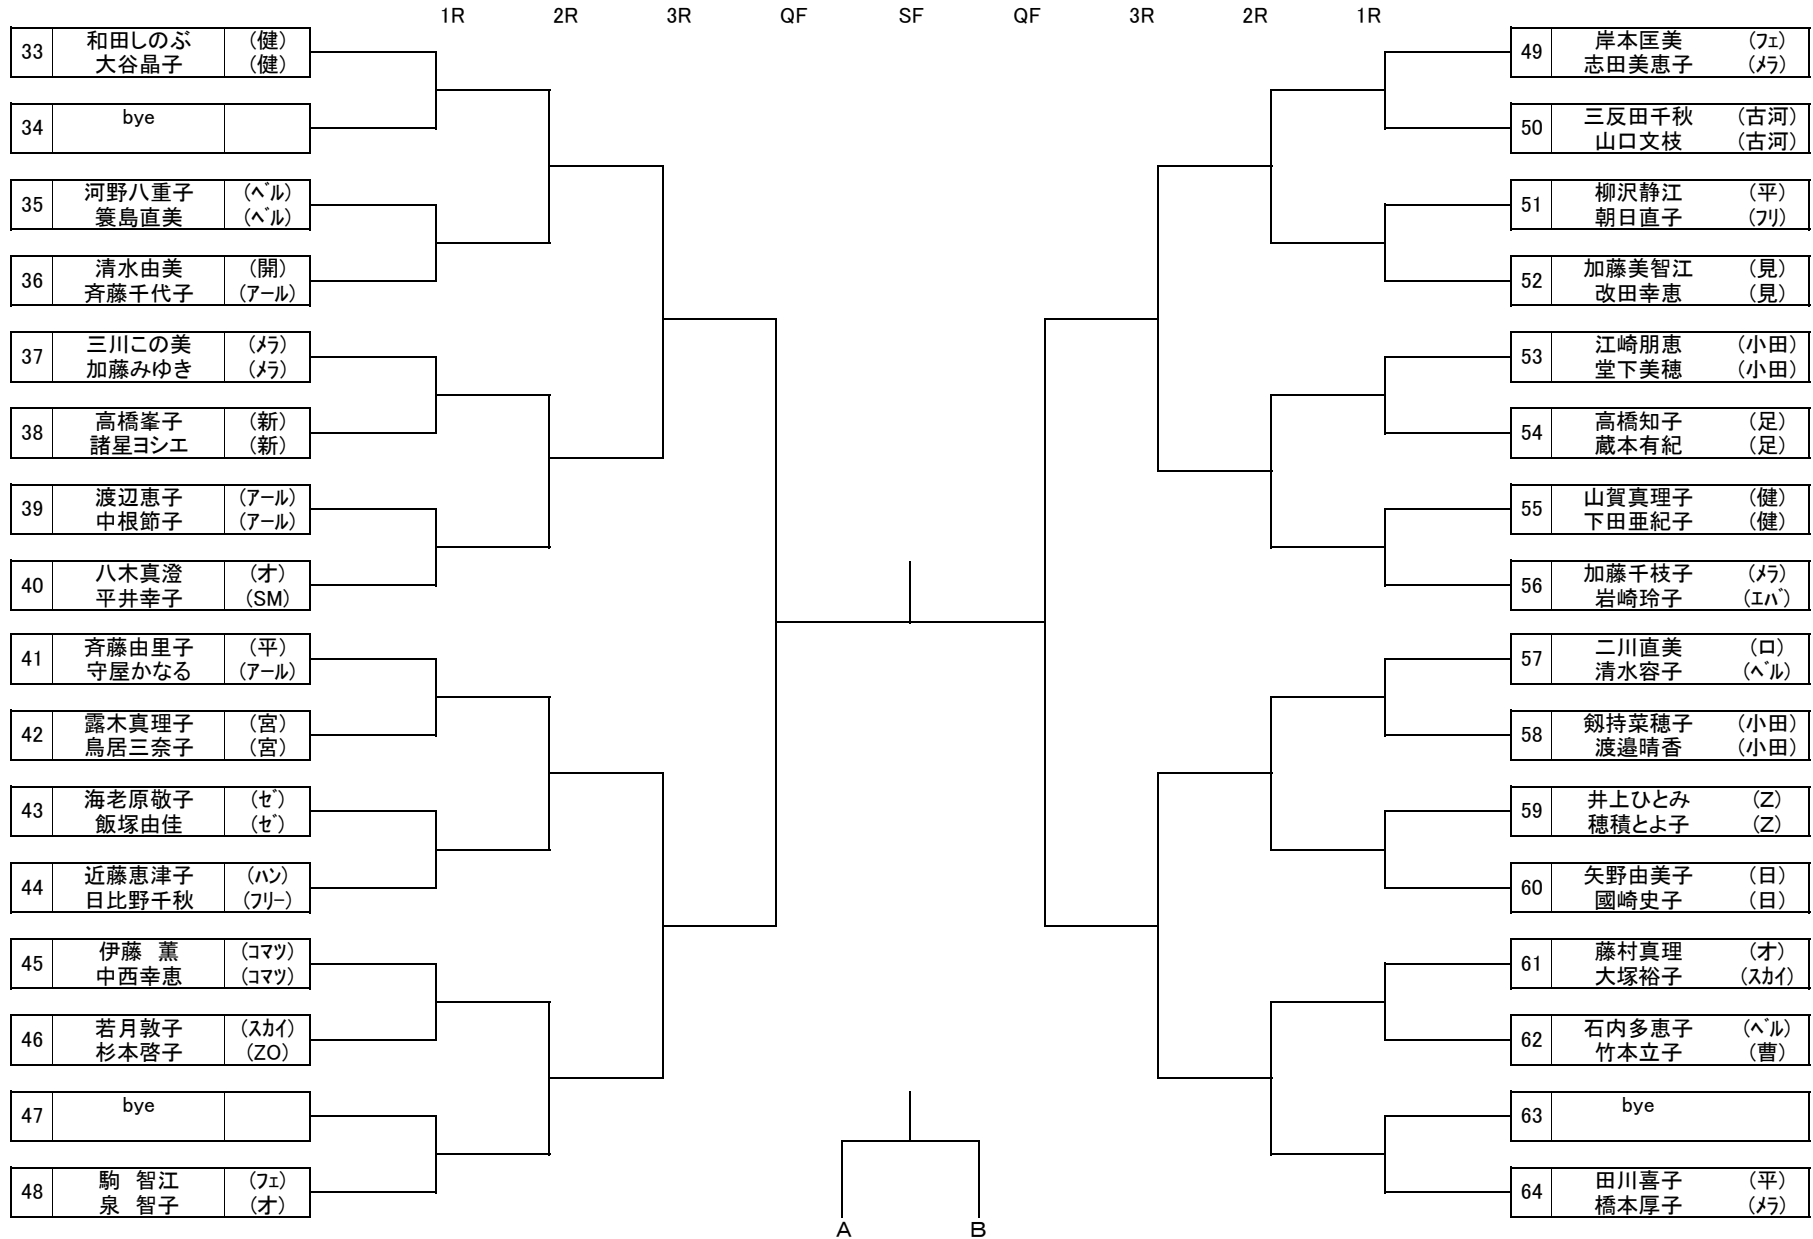 1R 2R 3R QF SF QF 3R 2R 1R
33 和田しのぶ (健)
大谷晶子 (健)
34 bye
35 河野八重子 (ベル)
簑島直美 (ベル)
36 清水由美 (開)
斉藤千代子 (アール)
37 三川この美 (メラ)
加藤みゆき (メラ)
38 高橋峯子 (新)
諸星ヨシエ (新)
39 渡辺恵子 (アール)
中根節子 (アール)
40 八木真澄 (オ)
平井幸子 (SM)
41 斉藤由里子 (平)
守屋かなる (アール)
42 露木真理子 (宮)
鳥居三奈子 (宮)
43 海老原敬子 (ゼ)
飯塚由佳 (ゼ)
44 近藤恵津子 (ハン)
日比野千秋 (フリー)
45 伊藤 薫 (コマツ)
中西幸恵 (コマツ)
46 若月敦子 (スカイ)
杉本啓子 (ZO)
47 bye
48 駒 智江 (フェ)
泉 智子 (オ)
49 岸本匡美 (フェ)
志田美恵子 (メラ)
50 三反田千秋 (古河)
山口文枝 (古河)
51 柳沢静江 (平)
朝日直子 (フリ)
52 加藤美智江 (見)
改田幸恵 (見)
53 江崎朋恵 (小田)
堂下美穂 (小田)
54 高橋知子 (足)
蔵本有紀 (足)
55 山賀真理子 (健)
下田亜紀子 (健)
56 加藤千枝子 (メラ)
岩崎玲子 (エバ)
57 二川直美 (ロ)
清水容子 (ベル)
58 剱持菜穂子 (小田)
渡邉晴香 (小田)
59 井上ひとみ (Z)
穂積とよ子 (Z)
60 矢野由美子 (日)
國崎史子 (日)
61 藤村真理 (オ)
大塚裕子 (スカイ)
62 石内多恵子 (ベル)
竹本立子 (曹)
63 bye
64 田川喜子 (平)
橋本厚子 (メラ)
A B